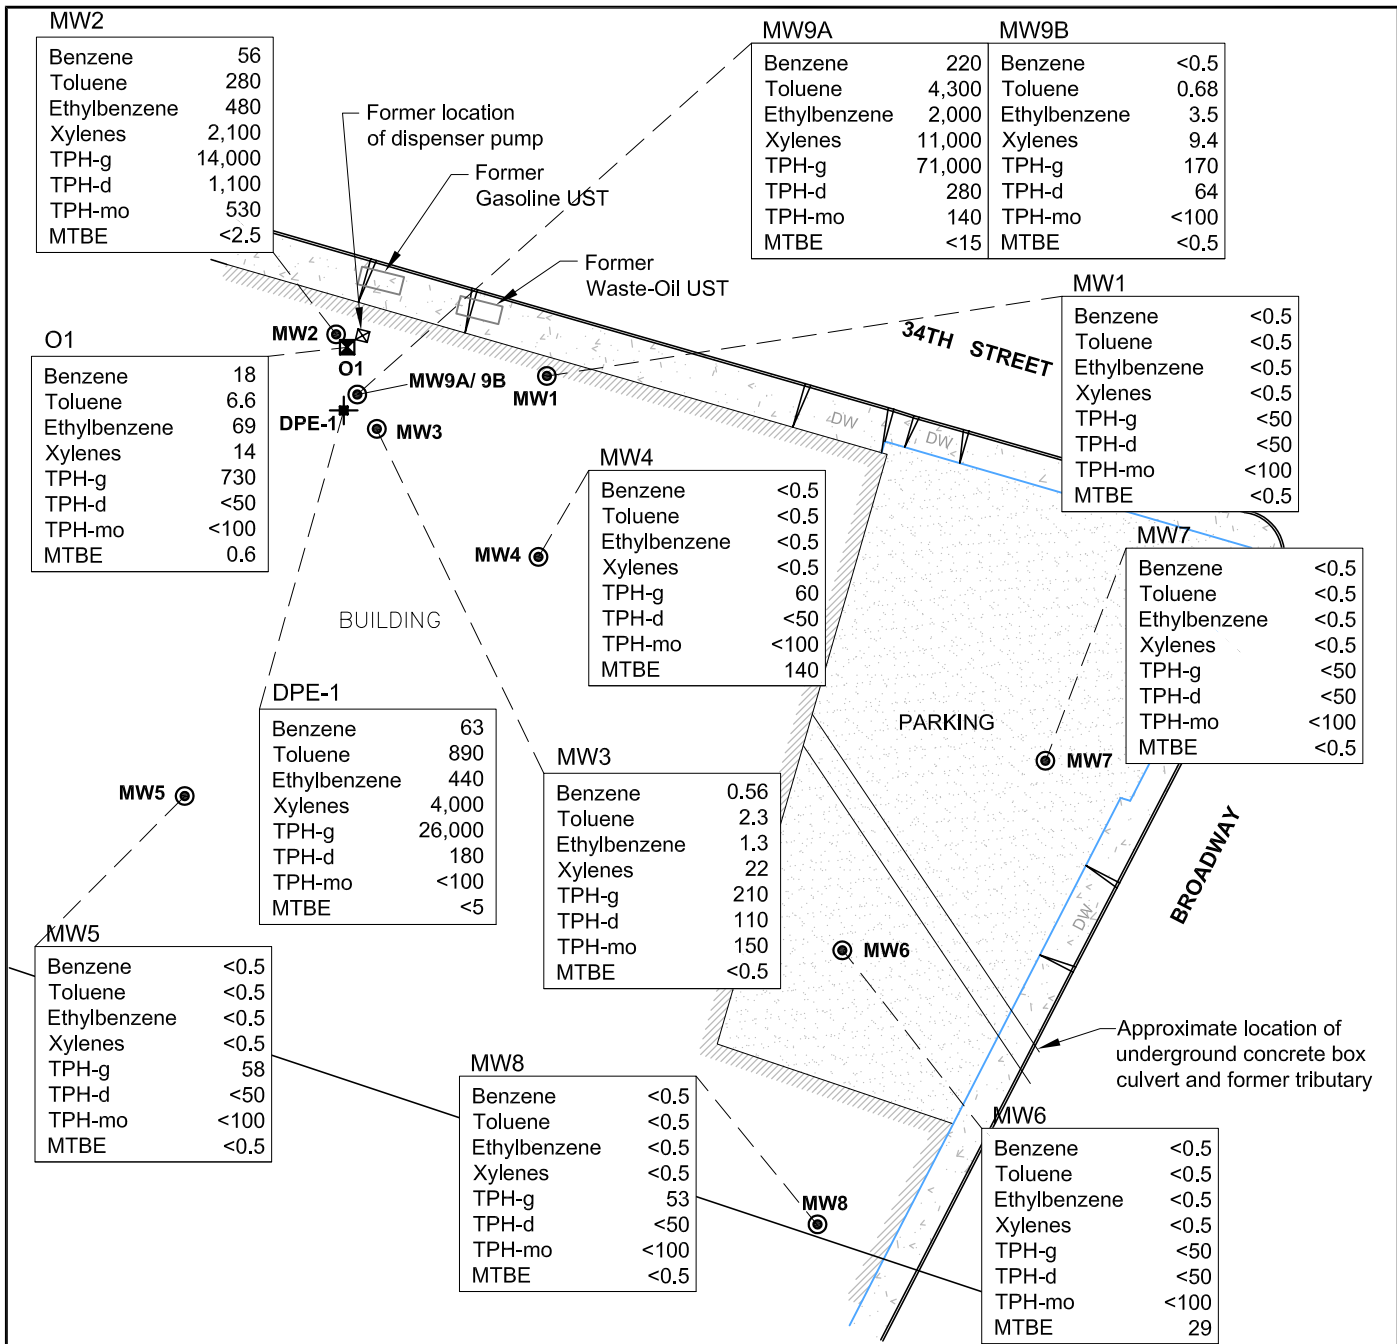 MW2
Benzene 56
Toluene 280
Ethylbenzene 480
Xylenes 2,100
TPH-g 14,000
TPH-d 1,100
TPH-mo 530
MTBE <2.5
MW9A
Benzene 220
Toluene 4,300
Ethylbenzene 2,000
Xylenes 11,000
TPH-g 71,000
TPH-d 280
TPH-mo 140
MTBE <15
MW9B
Benzene <0.5
Toluene 0.68
Ethylbenzene 3.5
Xylenes 9.4
TPH-g 170
TPH-d 64
TPH-mo <100
MTBE <0.5
Former location
of dispenser pump
Former
Gasoline UST
Former
Waste-Oil UST
MW1
Benzene <0.5
Toluene <0.5
Ethylbenzene <0.5
Xylenes <0.5
TPH-g <50
TPH-d <50
TPH-mo <100
MTBE <0.5
34TH STREET
MW2
O1
MW9A/ 9B
MW1
DPE-1
MW3
DW
DW
O1
Benzene 18
Toluene 6.6
Ethylbenzene 69
Xylenes 14
TPH-g 730
TPH-d <50
TPH-mo <100
MTBE 0.6
MW4
MW4
Benzene <0.5
Toluene <0.5
Ethylbenzene <0.5
Xylenes <0.5
TPH-g 60
TPH-d <50
TPH-mo <100
MTBE 140
MW7
Benzene <0.5
Toluene <0.5
Ethylbenzene <0.5
Xylenes <0.5
TPH-g <50
TPH-d <50
TPH-mo <100
MTBE <0.5
BUILDING
PARKING
MW7
DPE-1
Benzene 63
Toluene 890
Ethylbenzene 440
Xylenes 4,000
TPH-g 26,000
TPH-d 180
TPH-mo <100
MTBE <5
MW3
Benzene 0.56
Toluene 2.3
Ethylbenzene 1.3
Xylenes 22
TPH-g 210
TPH-d 110
TPH-mo 150
MTBE <0.5
MW5
BROADWAY
DW
MW6
MW5
Benzene <0.5
Toluene <0.5
Ethylbenzene <0.5
Xylenes <0.5
TPH-g 58
TPH-d <50
TPH-mo <100
MTBE <0.5
Approximate location of
underground concrete box
culvert and former tributary
MW8
Benzene <0.5
Toluene <0.5
Ethylbenzene <0.5
Xylenes <0.5
TPH-g 53
TPH-d <50
TPH-mo <100
MTBE <0.5
MW8
MW6
Benzene <0.5
Toluene <0.5
Ethylbenzene <0.5
Xylenes <0.5
TPH-g <50
TPH-d <50
TPH-mo <100
MTBE 29